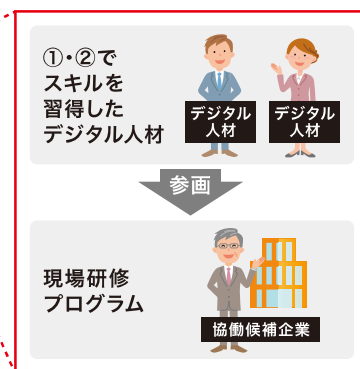 ①・②で
スキルを
習得した
デジタル人材
デジタル
人材
デジタル
人材
参画
現場研修
プログラム
協働候補企業